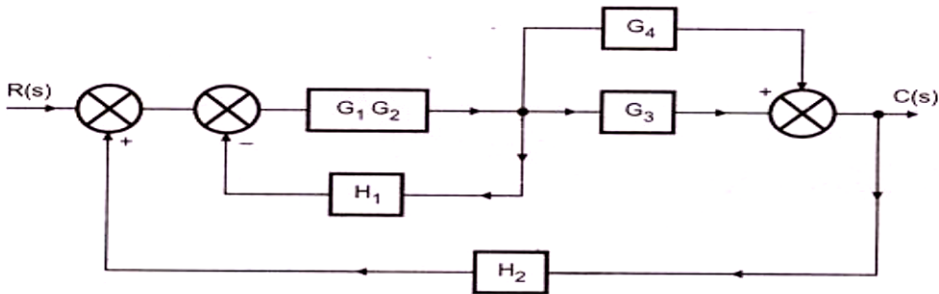 G₄
R(s)
+
C(s)
G₁ G₂
G₃
+
−
H₁
H₂